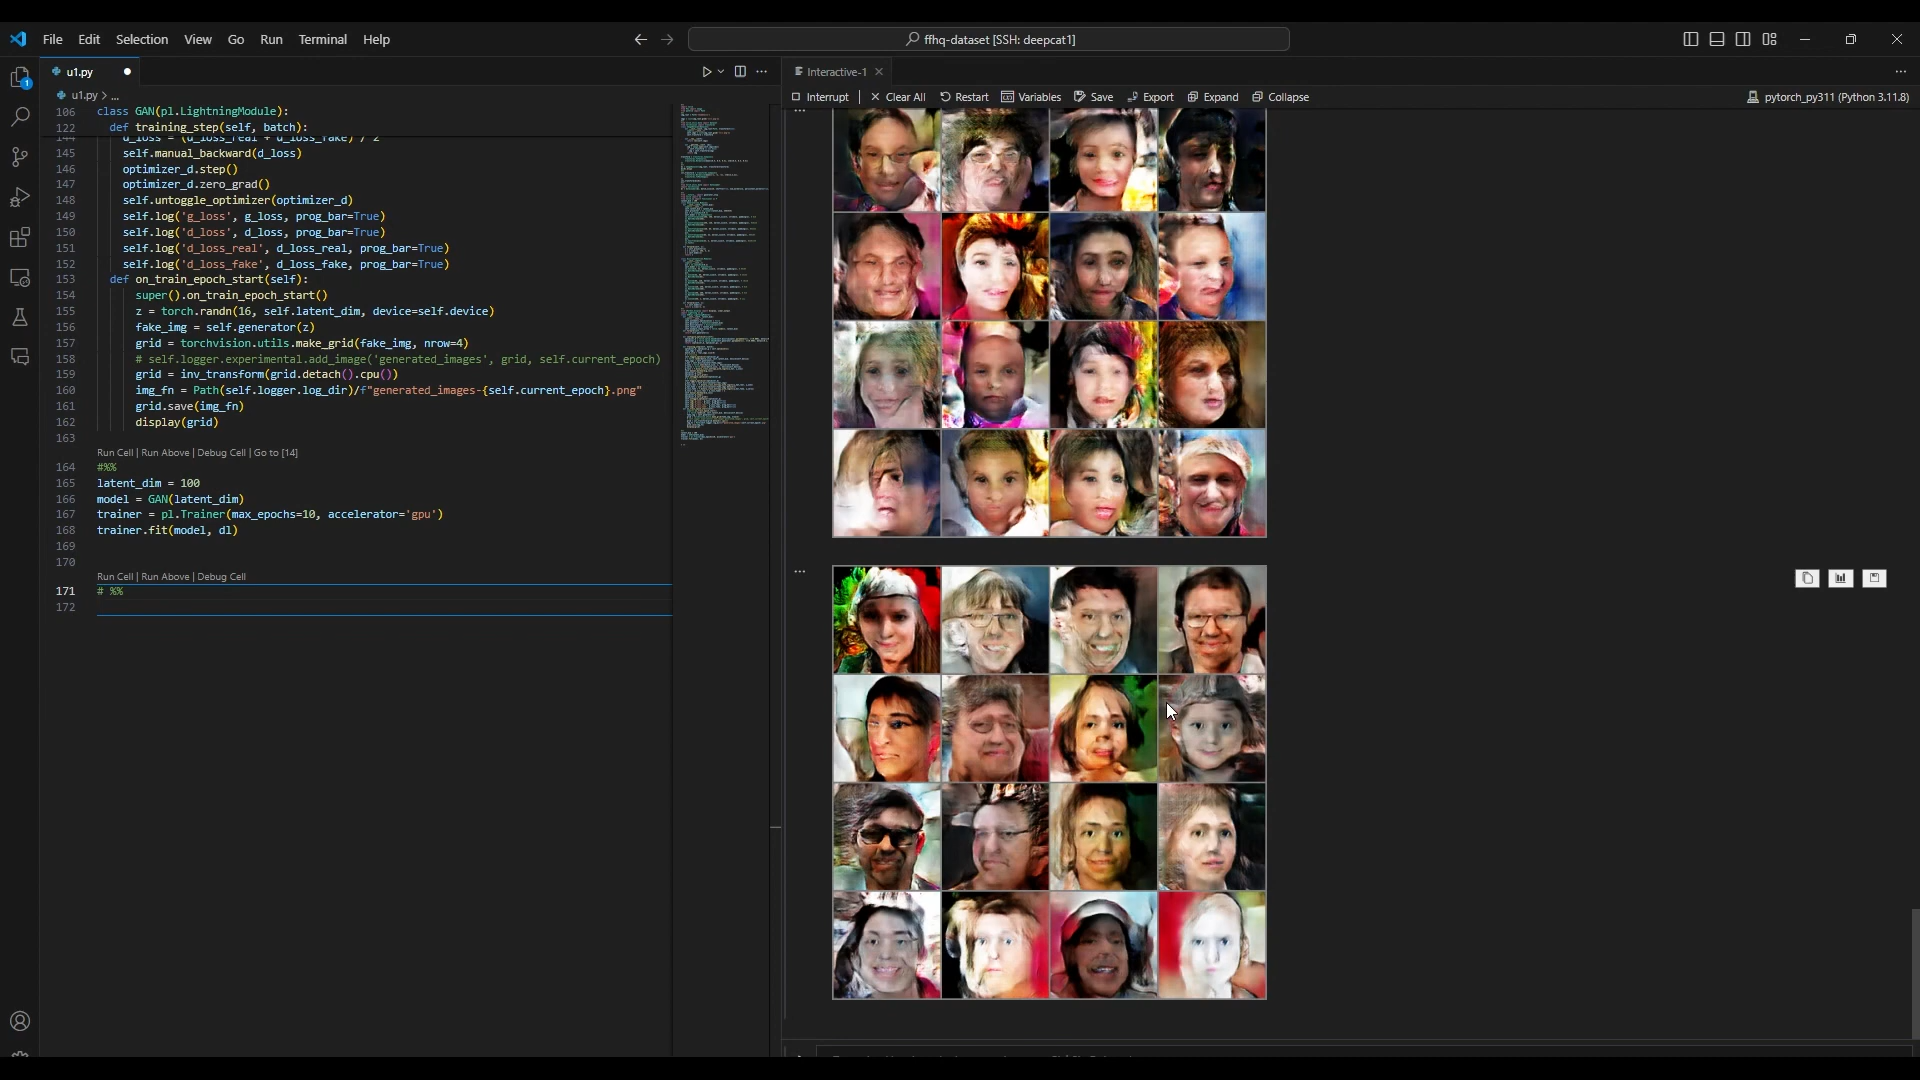 File Edit Selection View Go Run Terminal Help
ffhq-dataset [SSH: deepcat1]
u1.py
Interactive-1
u1.py > ...
Interrupt | Clear All Restart Variables Save Export Expand Collapse
pytorch_py311 (Python 3.11.8)
1
106 class GAN(pl.LightningModule):
122 def training_step(self, batch):
144 d_loss = (d_loss_real + d_loss_fake) / 2
145 self.manual_backward(d_loss)
146 optimizer_d.step()
147 optimizer_d.zero_grad()
148 self.untoggle_optimizer(optimizer_d)
149 self.log('g_loss', g_loss, prog_bar=True)
150 self.log('d_loss', d_loss, prog_bar=True)
151 self.log('d_loss_real', d_loss_real, prog_bar=True)
152 self.log('d_loss_fake', d_loss_fake, prog_bar=True)
153 def on_train_epoch_start(self):
154 super().on_train_epoch_start()
155 z = torch.randn(16, self.latent_dim, device=self.device)
156 fake_img = self.generator(z)
157 grid = torchvision.utils.make_grid(fake_img, nrow=4)
158 # self.logger.experimental.add_image('generated_images', grid, self.current_epoch)
159 grid = inv_transform(grid.detach().cpu())
160 img_fn = Path(self.logger.log_dir)/f"generated_images-{self.current_epoch}.png"
161 grid.save(img_fn)
162 display(grid)
163
Run Cell | Run Above | Debug Cell | Go to [14]
164 #%%
165 latent_dim = 100
166 model = GAN(latent_dim)
167 trainer = pl.Trainer(max_epochs=10, accelerator='gpu')
168 trainer.fit(model, dl)
169
170
Run Cell | Run Above | Debug Cell
171 # %%
172